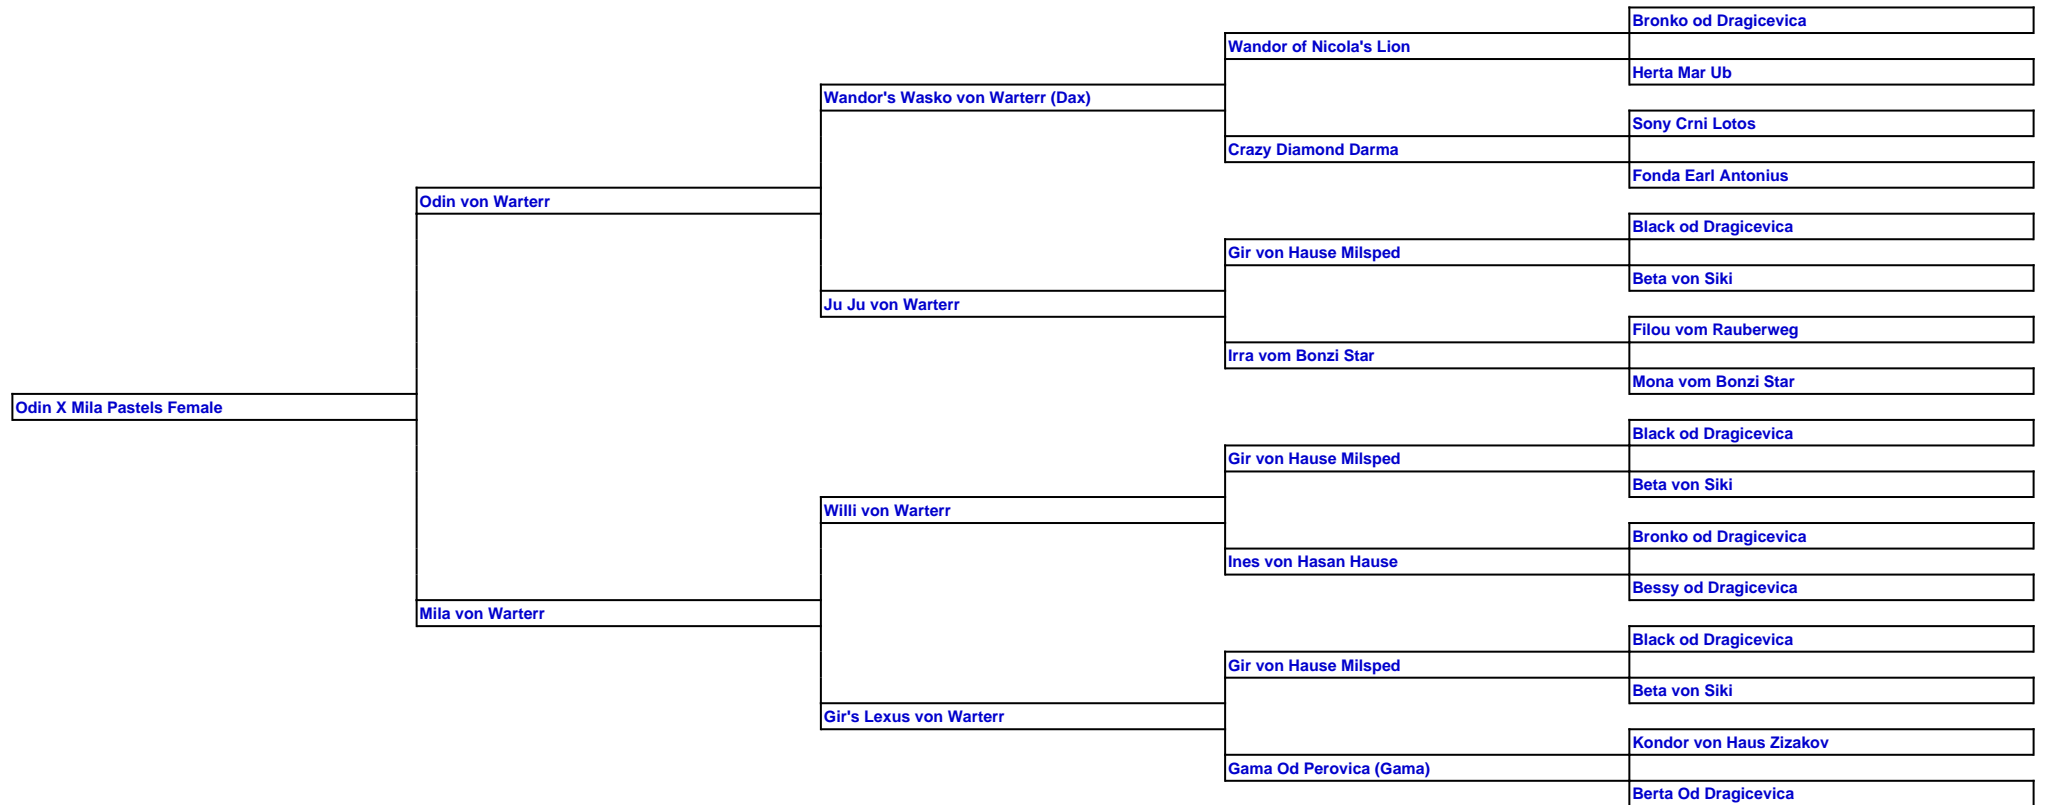 Bronko od Dragicevica
Wandor of Nicola's Lion
Herta Mar Ub
Wandor's Wasko von Warterr (Dax)
Sony Crni Lotos
Crazy Diamond Darma
Fonda Earl Antonius
Odin von Warterr
Black od Dragicevica
Gir von Hause Milsped
Beta von Siki
Ju Ju von Warterr
Filou vom Rauberweg
Irra vom Bonzi Star
Mona vom Bonzi Star
Odin X Mila Pastels Female
Black od Dragicevica
Gir von Hause Milsped
Beta von Siki
Willi von Warterr
Bronko od Dragicevica
Ines von Hasan Hause
Bessy od Dragicevica
Mila von Warterr
Black od Dragicevica
Gir von Hause Milsped
Beta von Siki
Gir's Lexus von Warterr
Kondor von Haus Zizakov
Gama Od Perovica (Gama)
Berta Od Dragicevica